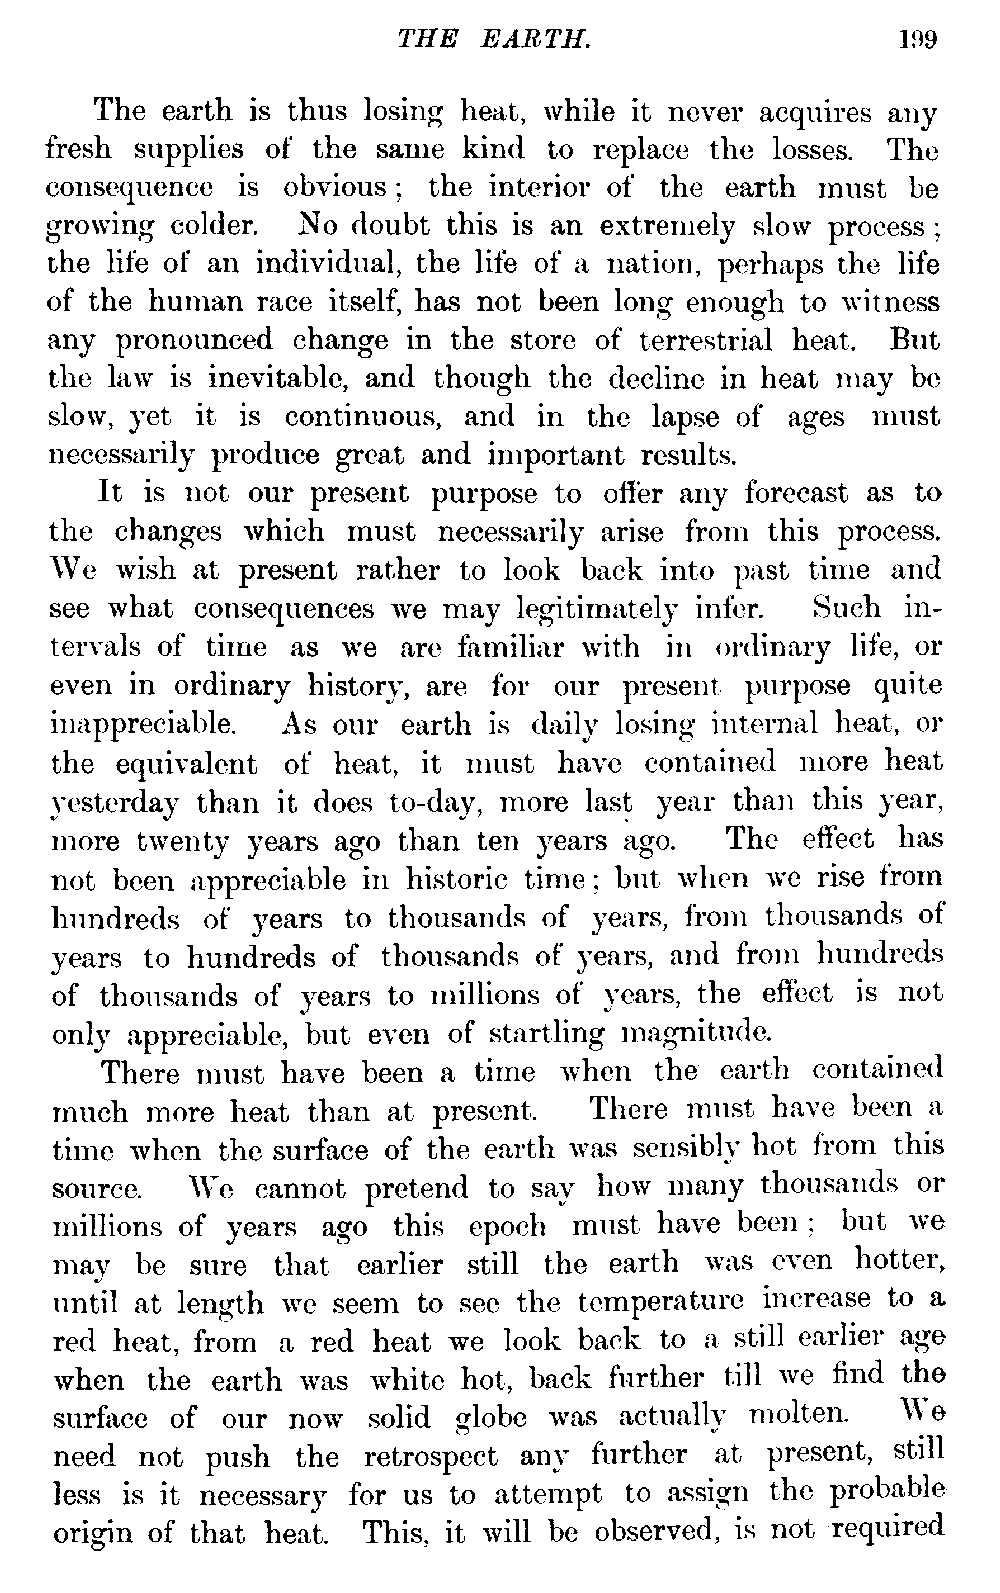 THE EARTH. 199
The earth is thus losing heat, while it never acquires any
fresh supplies of the same kind to replace the losses. The
consequence is obvious; the interior of the earth must be
growing colder. No doubt this is an extremely slow process;
the life of an individual, the life of a nation, perhaps the life
of the human race itself, has not been long enough to witness
any pronounced change in the store of terrestrial heat. But
the law is inevitable, and though the decline in heat may be
slow, yet it is continuous, and in the lapse of ages must
necessarily produce great and important results.
It is not our present purpose to offer any forecast as to
the changes which must necessarily arise from this process.
We wish at present rather to look back into past time and
see what consequences we may legitimately infer. Such in-
tervals of time as we are familiar with in ordinary life, or
even in ordinary history, are for our present purpose quite
inappreciable. As our earth is daily losing internal heat, or
the equivalent of heat, it must have contained more heat
yesterday than it does to-day, more last year than this year,
more twenty years ago than ten years ago. The effect has
not been appreciable in historic time; but when we rise from
hundreds of years to thousands of years, from thousands of
years to hundreds of thousands of years, and from hundreds
of thousands of years to millions of years, the effect is not
only appreciable, but even of startling magnitude.
There must have been a time when the earth contained
much more heat than at present. There must have been a
time when the surface of the earth was sensibly hot from this
source. We cannot pretend to say how many thousands or
millions of years ago this epoch must have been; but we
may be sure that earlier still the earth was even hotter,
until at length we seem to see the temperature increase to a
red heat, from a red heat we look back to a still earlier age
when the earth was white hot, back further till we find the
surface of our now solid globe was actually molten. We
need not push the retrospect any further at present, still
less is it necessary for us to attempt to assign the probable
origin of that heat. This, it will be observed, is not required